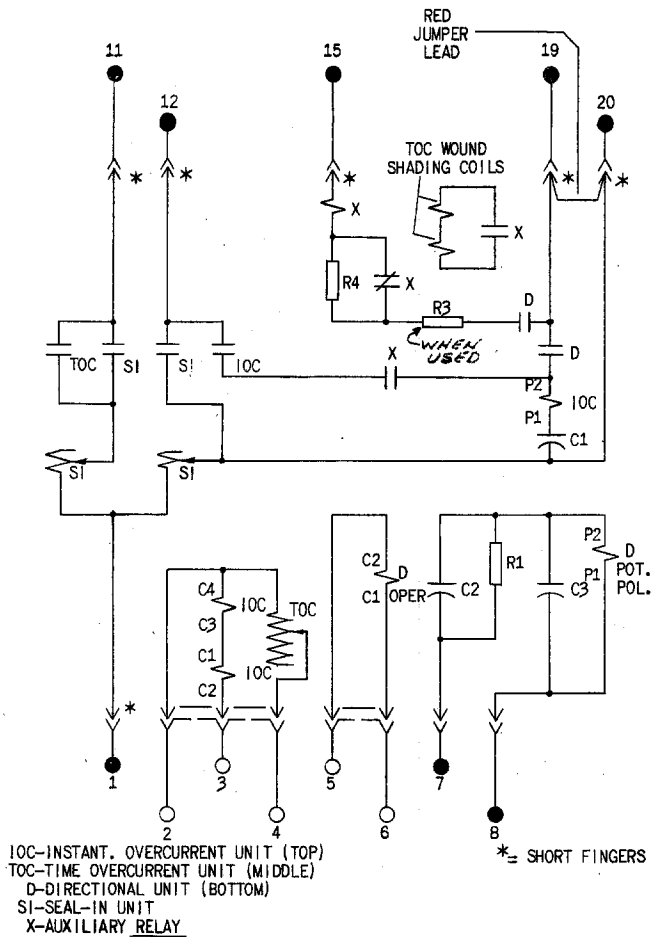 RED
JUMPER
LEAD
11
12
15
19
20
TOC WOUND
SHADING COILS
*
*
*
*
*
X
X
R4
X
R3
D
WHEN
USED
D
TOC
SI
SI
IOC
X
P2
IOC
P1
C1
SI
SI
C2
D
C1 OPER
C2
R1
C3
P2
D
P1
POT.
POL.
C4
IOC
TOC
C3
C1
IOC
C2
*
1
2
3
4
5
6
7
8
IOC-INSTANT. OVERCURRENT UNIT (TOP)
TOC-TIME OVERCURRENT UNIT (MIDDLE)
D-DIRECTIONAL UNIT (BOTTOM)
SI-SEAL-IN UNIT
X-AUXILIARY RELAY
*= SHORT FINGERS